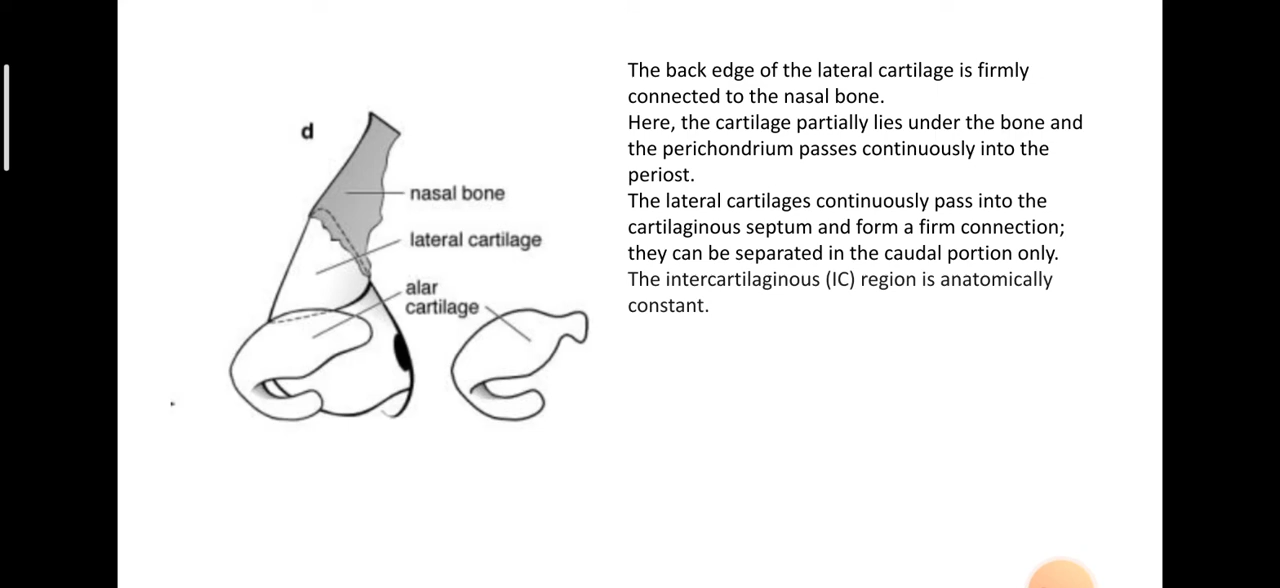 d
nasal bone
lateral cartilage
alar
cartilage
The back edge of the lateral cartilage is firmly
connected to the nasal bone.
Here, the cartilage partially lies under the bone and
the perichondrium passes continuously into the
periost.
The lateral cartilages continuously pass into the
cartilaginous septum and form a firm connection;
they can be separated in the caudal portion only.
The intercartilaginous (IC) region is anatomically
constant.